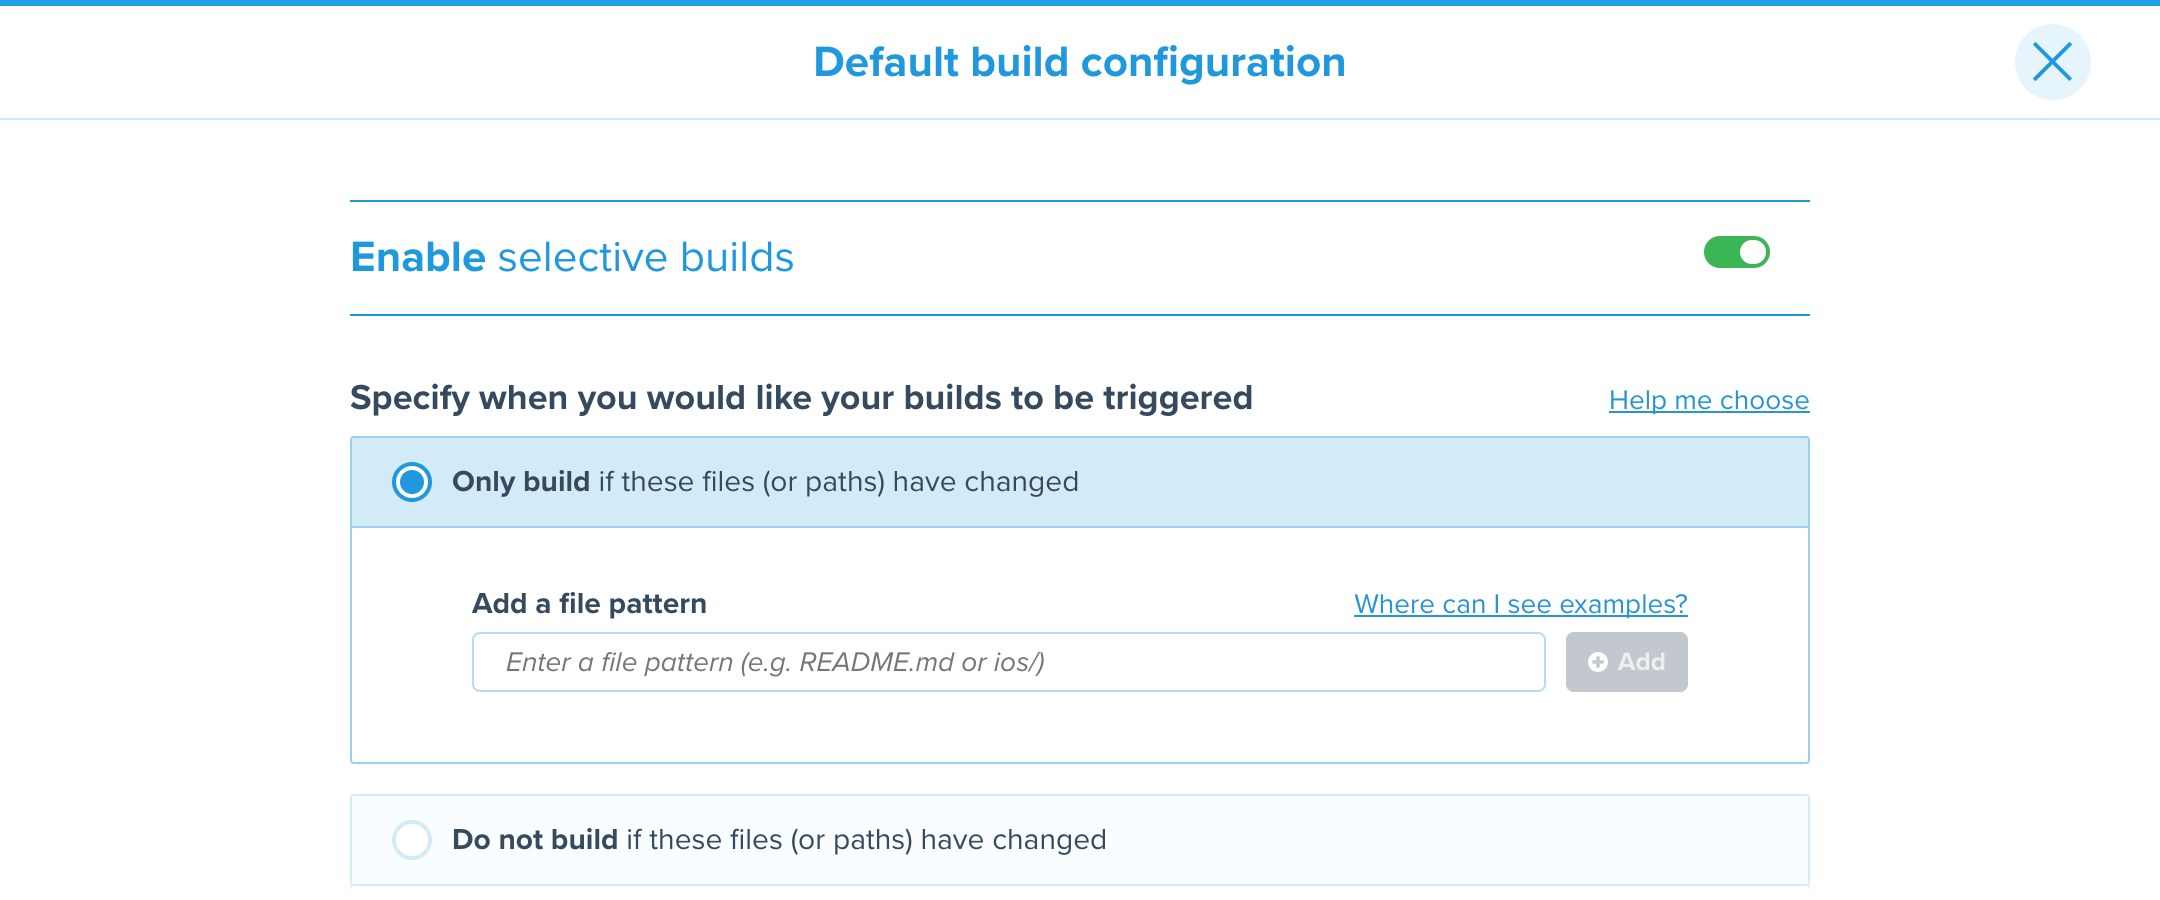 Default build configuration
Enable selective builds
Specify when you would like your builds to be triggered
Help me choose
Only build if these files (or paths) have changed
Add a file pattern
Where can I see examples?
Enter a file pattern (e.g. README.md or ios/)
Add
Do not build if these files (or paths) have changed